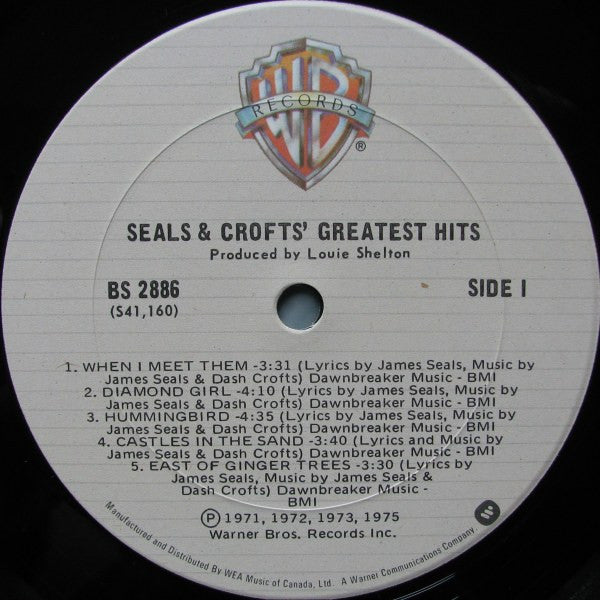 WB
RECORDS
®
SEALS & CROFTS' GREATEST HITS
Produced by Louie Shelton
BS 2886
(S41,160)
SIDE I
1. WHEN I MEET THEM -3:31 (Lyrics by James Seals, Music by
James Seals & Dash Crofts) Dawnbreaker Music - BMI
2. DIAMOND GIRL -4:10 (Lyrics by James Seals, Music by
James Seals & Dash Crofts) Dawnbreaker Music - BMI
3. HUMMINGBIRD - 4:35 (Lyrics by James Seals, Music by
James Seals & Dash Crofts) Dawnbreaker Music - BMI
4. CASTLES IN THE SAND -3:40 (Lyrics and Music by
James Seals & Dash Crofts) Dawnbreaker Music - BMI
5. EAST OF GINGER TREES -3:30 (Lyrics by
James Seals, Music by James Seals &
Dash Crofts) Dawnbreaker Music -
BMI
Ⓟ 1971, 1972, 1973, 1975
Warner Bros. Records Inc.
Manufactured and Distributed By WEA Music of Canada, Ltd. A Warner Communications Company.